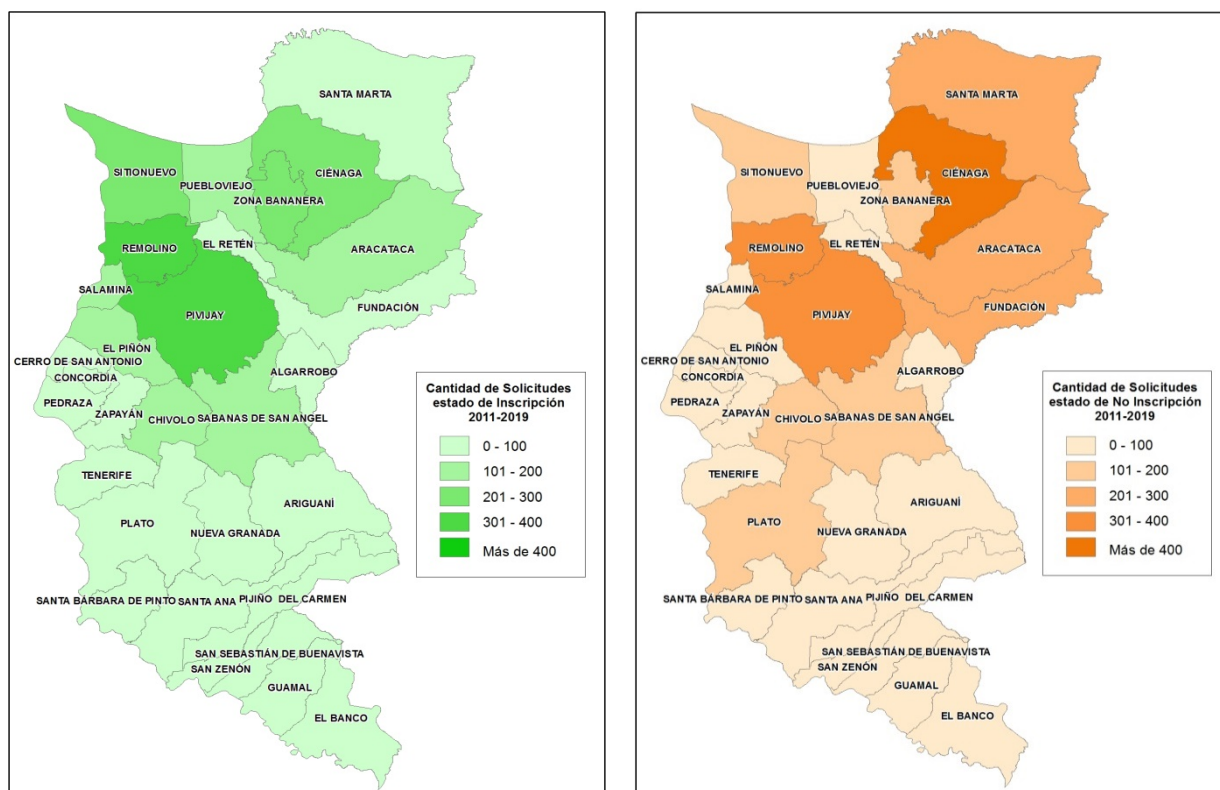 SANTA MARTA
SITIONUEVO
PUEBLOVIEJO
CIÉNAGA
ZONA BANANERA
REMOLINO
EL RETÉN
ARACATACA
SALAMINA
PIVIJAY
FUNDACIÓN
EL PIÑÓN
CERRO DE SAN ANTONIO
CONCORDIA
ALGARROBO
PEDRAZA
ZAPAYÁN
CHIVOLO
SABANAS DE SAN ANGEL
TENERIFE
PLATO
NUEVA GRANADA
ARIGUANÍ
SANTA BÁRBARA DE PINTO
SANTA ANA
PIJIÑO DEL CARMEN
SAN SEBASTIÁN DE BUENAVISTA
SAN ZENÓN
GUAMAL
EL BANCO
Cantidad de Solicitudes
estado de Inscripción
2011-2019
0 - 100
101 - 200
201 - 300
301 - 400
Más de 400
SANTA MARTA
SITIONUEVO
PUEBLOVIEJO
CIÉNAGA
ZONA BANANERA
REMOLINO
EL RETÉN
ARACATACA
SALAMINA
PIVIJAY
FUNDACIÓN
EL PIÑÓN
CERRO DE SAN ANTONIO
CONCORDIA
ALGARROBO
PEDRAZA
ZAPAYÁN
CHIVOLO
SABANAS DE SAN ANGEL
TENERIFE
PLATO
NUEVA GRANADA
ARIGUANÍ
SANTA BÁRBARA DE PINTO
SANTA ANA
PIJIÑO DEL CARMEN
SAN SEBASTIÁN DE BUENAVISTA
SAN ZENÓN
GUAMAL
EL BANCO
Cantidad de Solicitudes
estado de No Inscripción
2011-2019
0 - 100
101 - 200
201 - 300
301 - 400
Más de 400